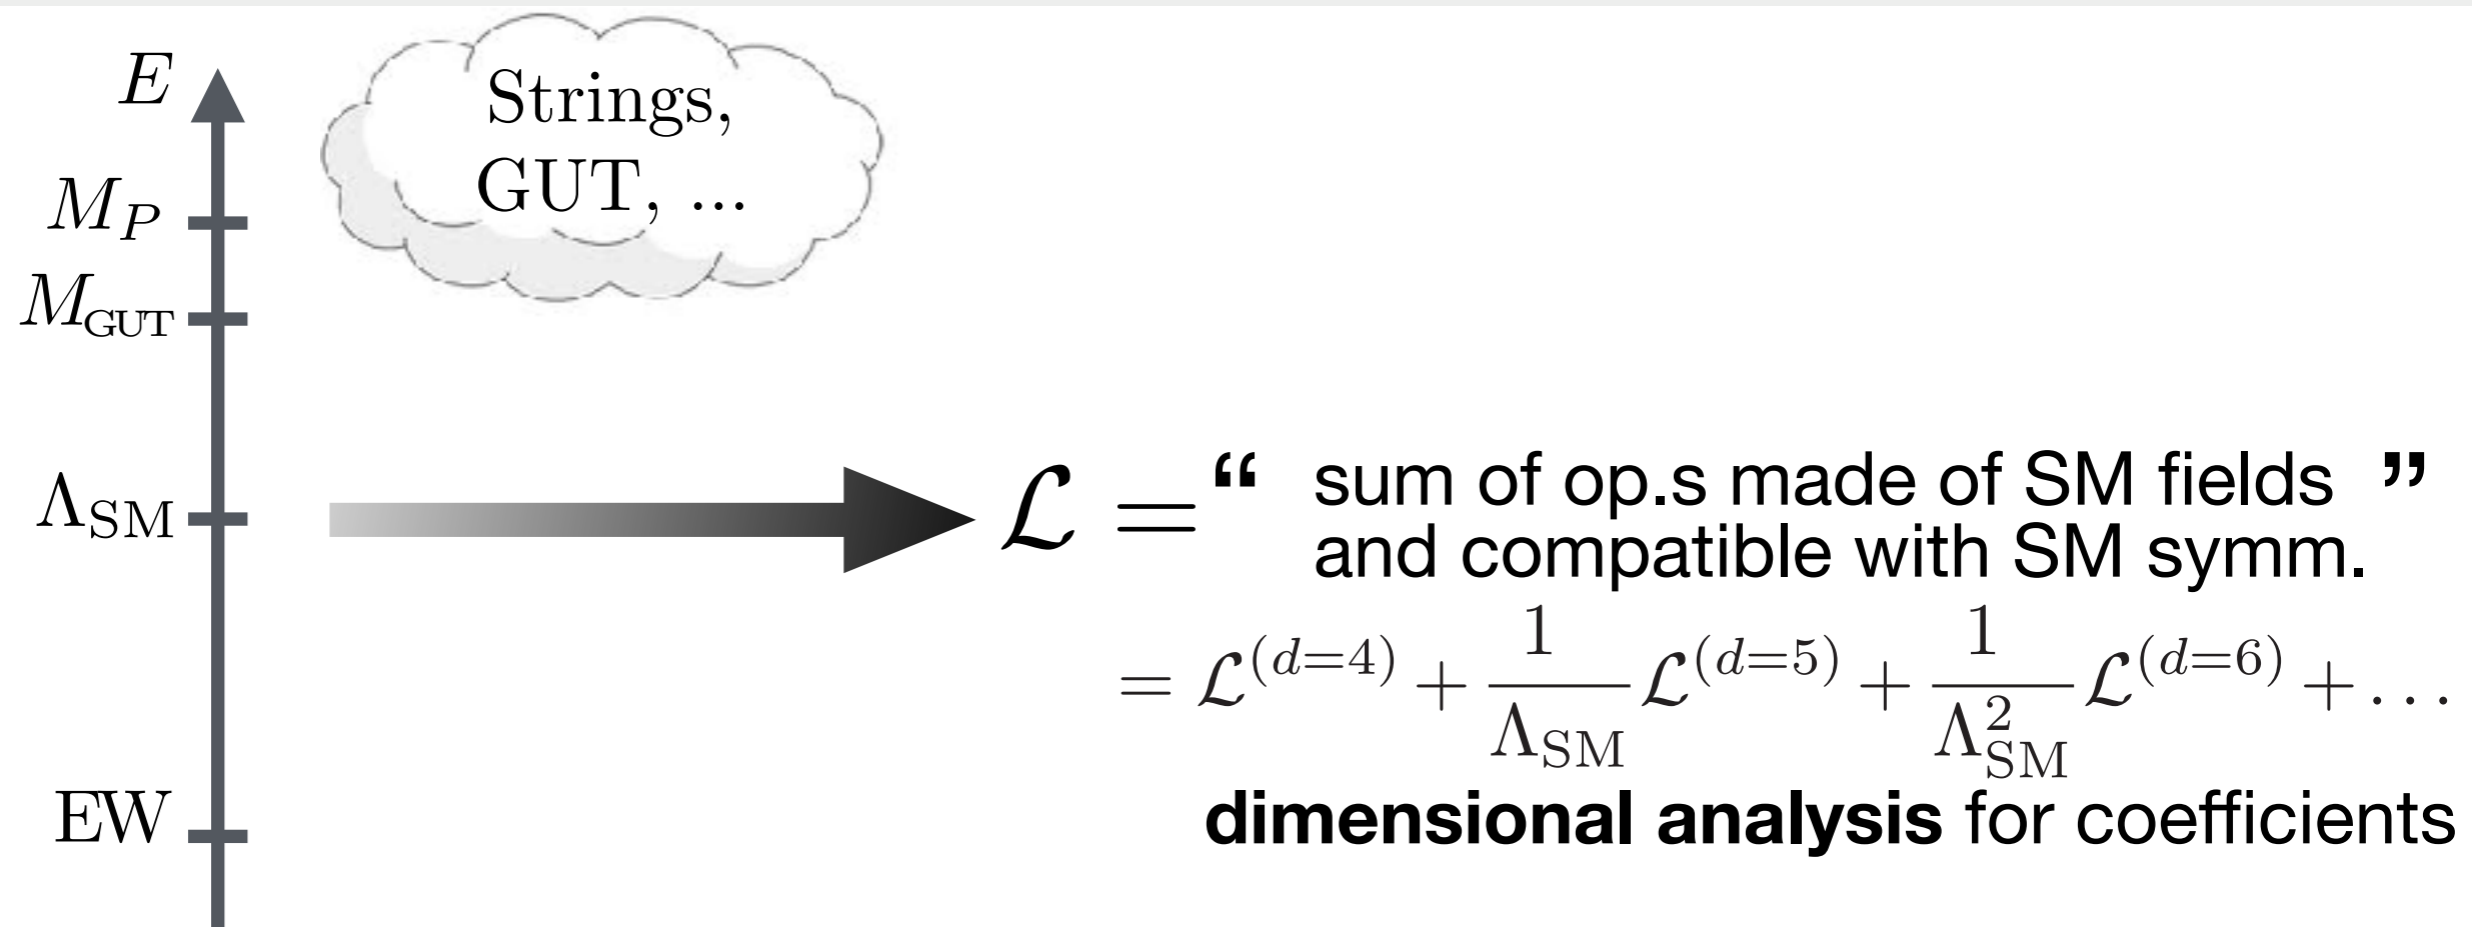 E
Strings,
GUT, ...
M_P
M_GUT
Λ_SM
ℒ = “ sum of op.s made of SM fields ”
and compatible with SM symm.
= ℒ^(d=4) + 1/Λ_SM ℒ^(d=5) + 1/Λ_SM^2 ℒ^(d=6) + ...
EW
dimensional analysis for coefficients